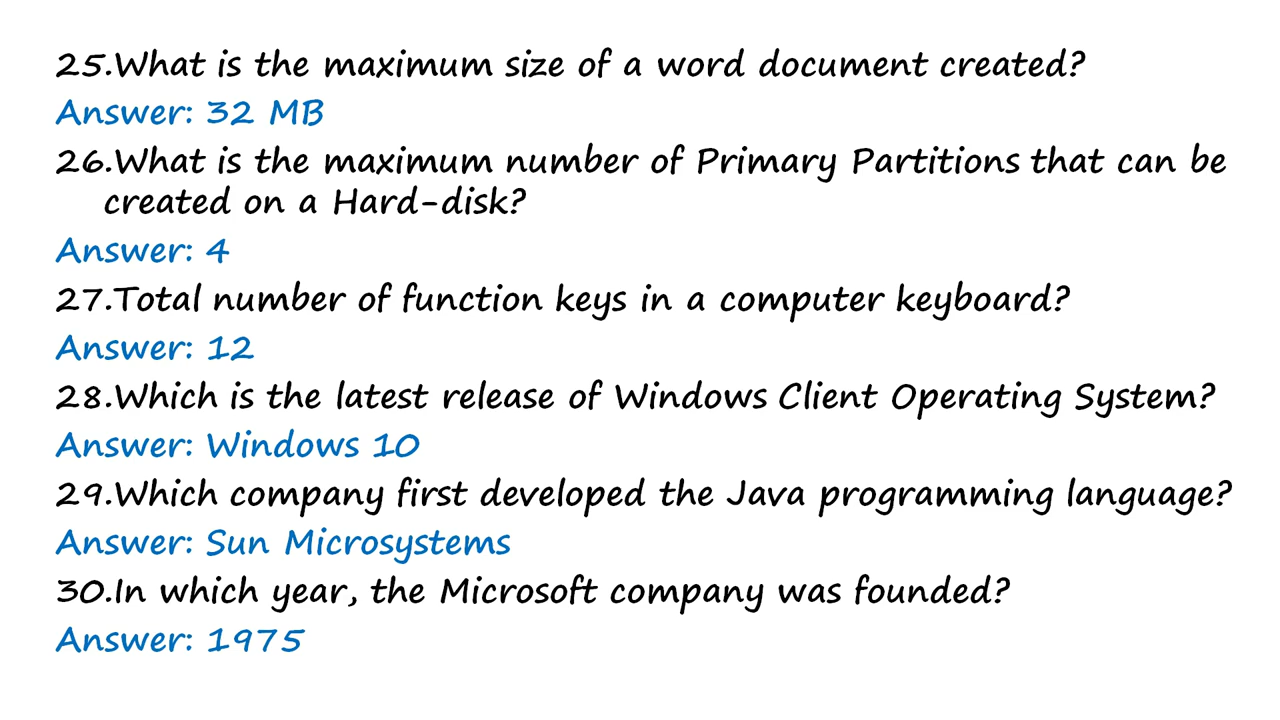 25.What is the maximum size of a word document created?
Answer: 32 MB
26.What is the maximum number of Primary Partitions that can be
created on a Hard-disk?
Answer: 4
27.Total number of function keys in a computer keyboard?
Answer: 12
28.Which is the latest release of Windows Client Operating System?
Answer: Windows 10
29.Which company first developed the Java programming language?
Answer: Sun Microsystems
30.In which year, the Microsoft company was founded?
Answer: 1975